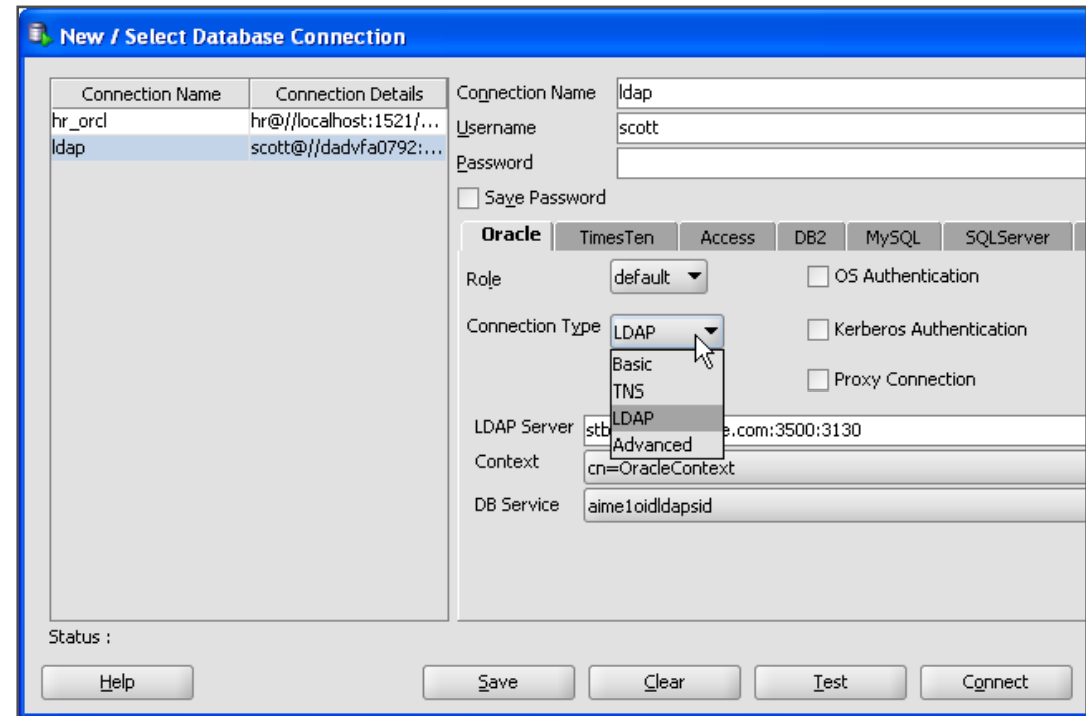 New / Select Database Connection
Connection Name Connection Details
hr_orcl hr@//localhost:1521/...
ldap scott@//dadvfa0792:...
Connection Name ldap
Username scott
Password
Save Password
Oracle TimesTen Access DB2 MySQL SQLServer
Role default OS Authentication
Connection Type LDAP Kerberos Authentication
Basic
TNS
LDAP
Advanced
Proxy Connection
LDAP Server stb e.com:3500:3130
Context cn=OracleContext
DB Service aime1oidldapsid
Status :
Help Save Clear Test Connect